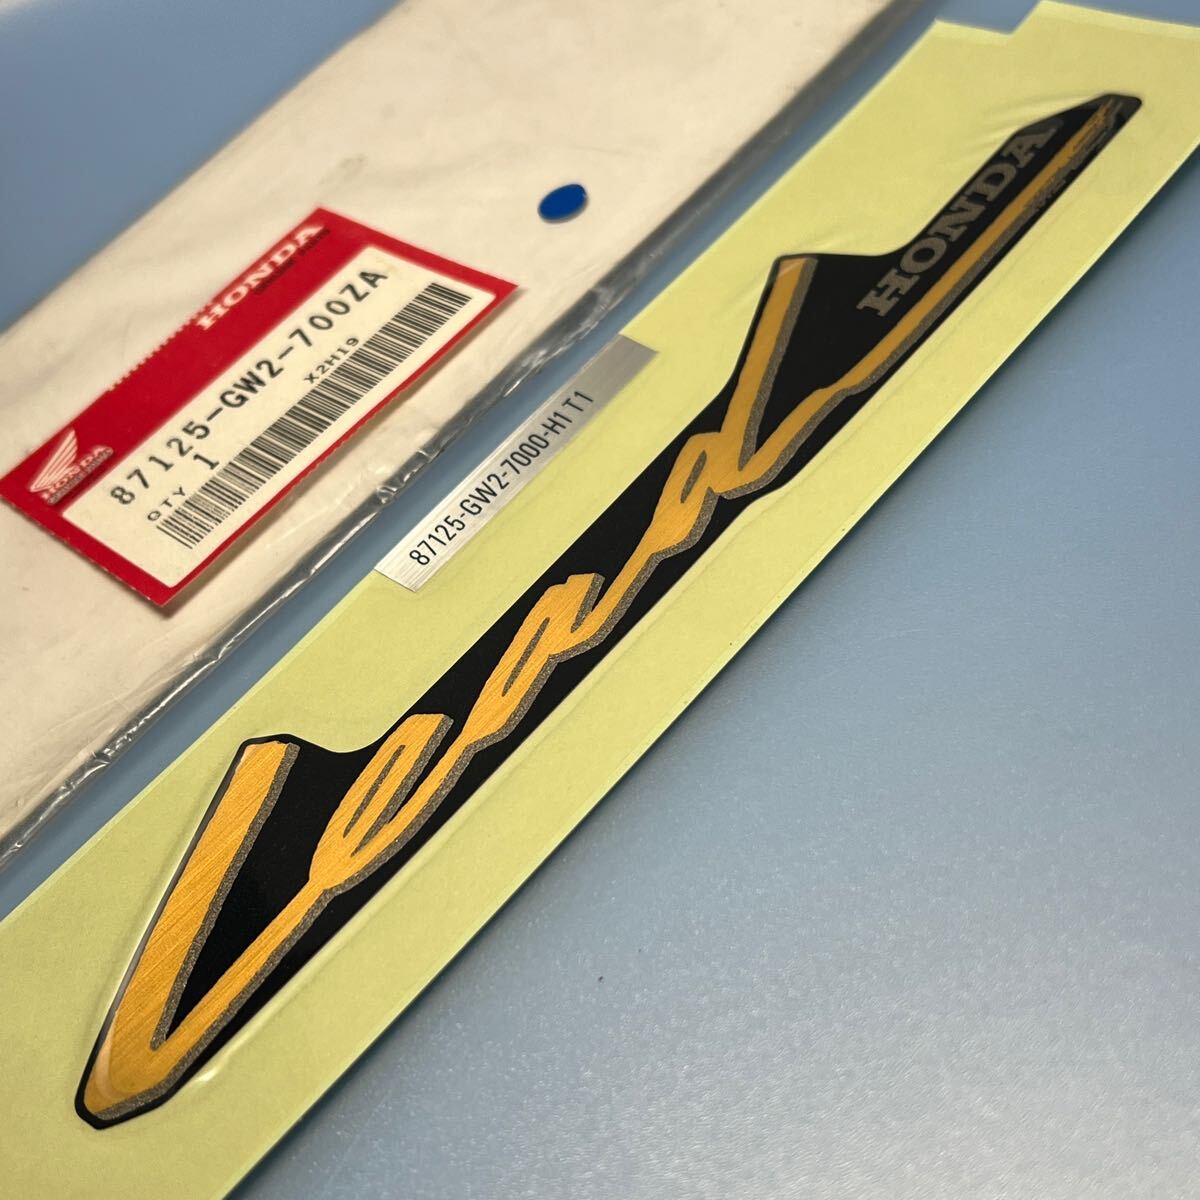 HONDA
87125-GW2-700ZA
QTY 1
X2H19
HONDA
87125-GW2-7000-H1 T1
Lead
HONDA